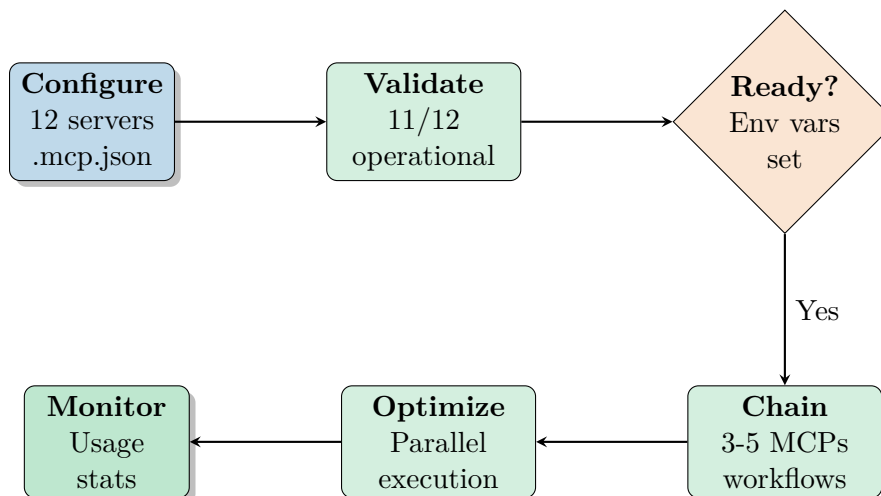 Configure
12 servers
.mcp.json
Validate
11/12
operational
Ready?
Env vars
set
Yes
Chain
3-5 MCPs
workflows
Optimize
Parallel
execution
Monitor
Usage
stats